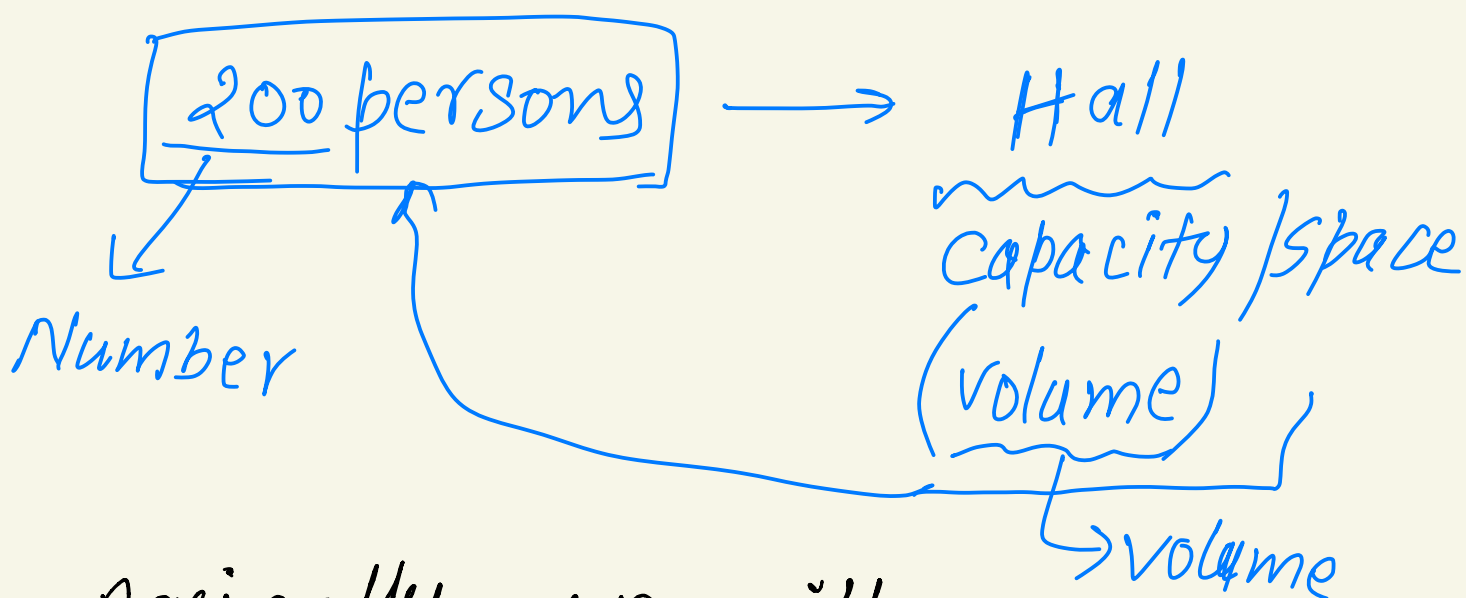 200 persons → Hall
capacity/space
Number
(volume)
→ volume